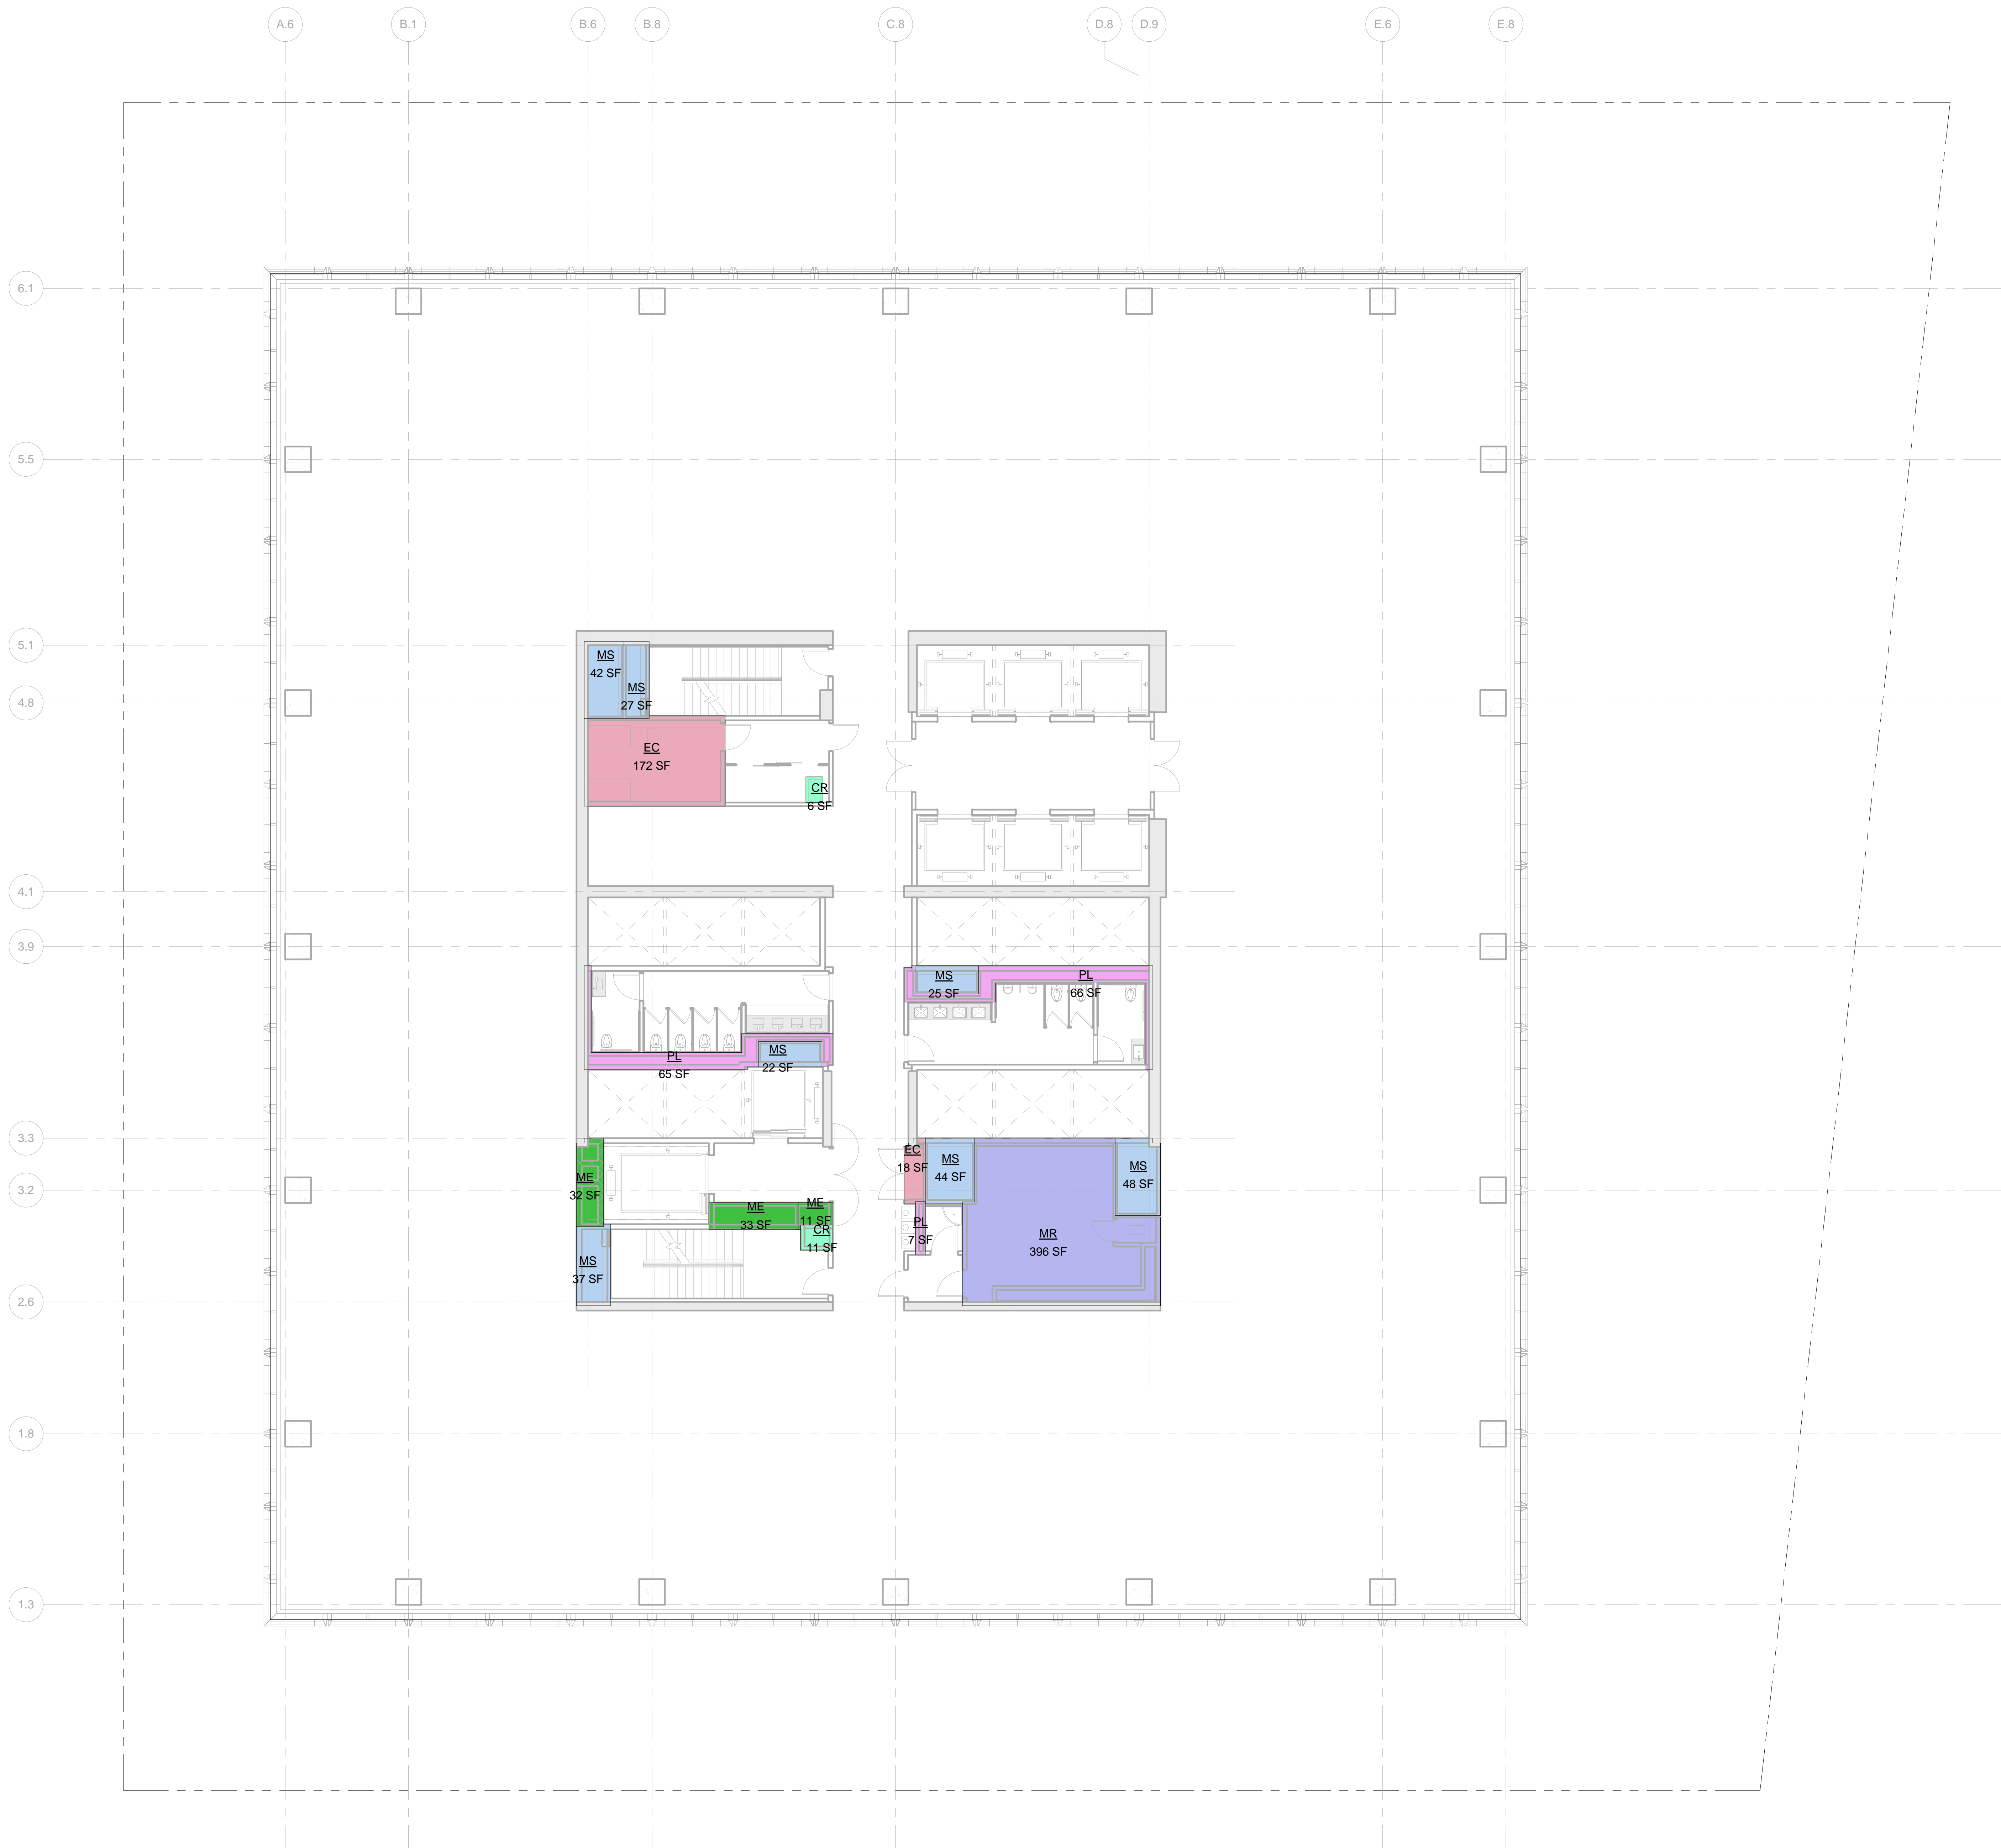 A.6
B.1
B.6
B.8
C.8
D.8
D.9
E.6
E.8
6.1
5.5
5.1
4.8
4.1
3.9
3.3
3.2
2.6
1.8
1.3
MS
42 SF
MS
27 SF
EC
172 SF
CR
6 SF
MS
25 SF
PL
66 SF
PL
65 SF
MS
22 SF
ME
32 SF
ME
33 SF
ME
11 SF
CR
11 SF
MS
37 SF
EC
18 SF
MS
44 SF
MS
48 SF
PL
7 SF
MR
396 SF